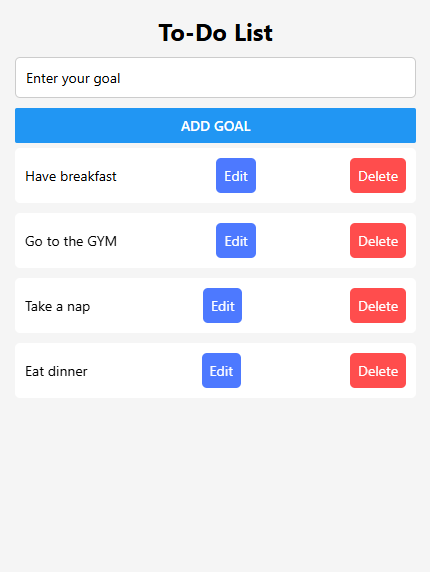 To-Do List
Enter your goal
ADD GOAL
Have breakfast Edit Delete
Go to the GYM Edit Delete
Take a nap Edit Delete
Eat dinner Edit Delete